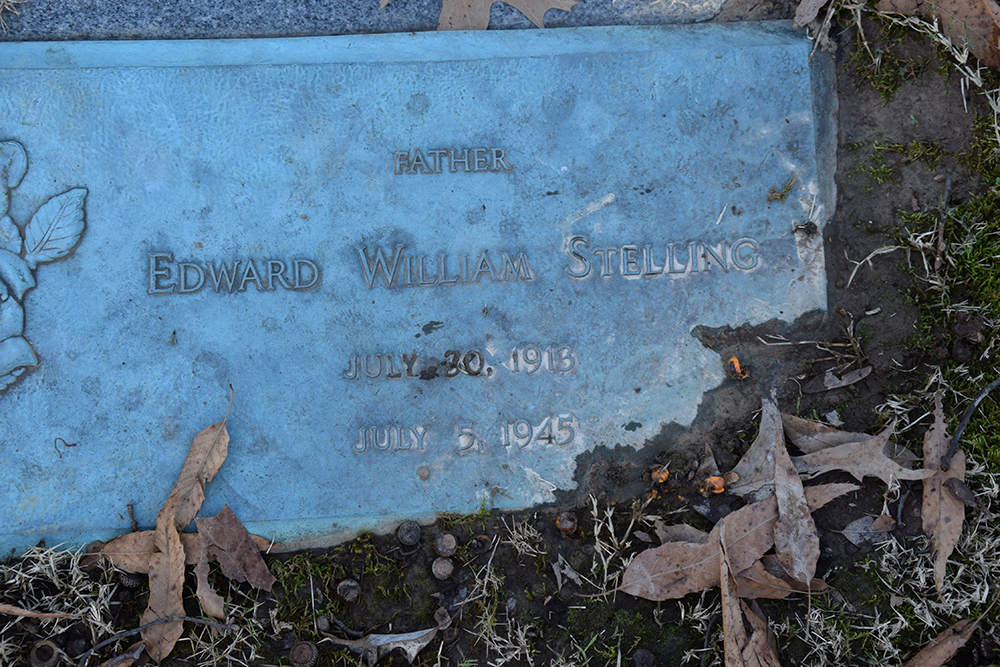 FATHER
EDWARD WILLIAM STELLING
JULY 30, 1913
JULY 5, 1945